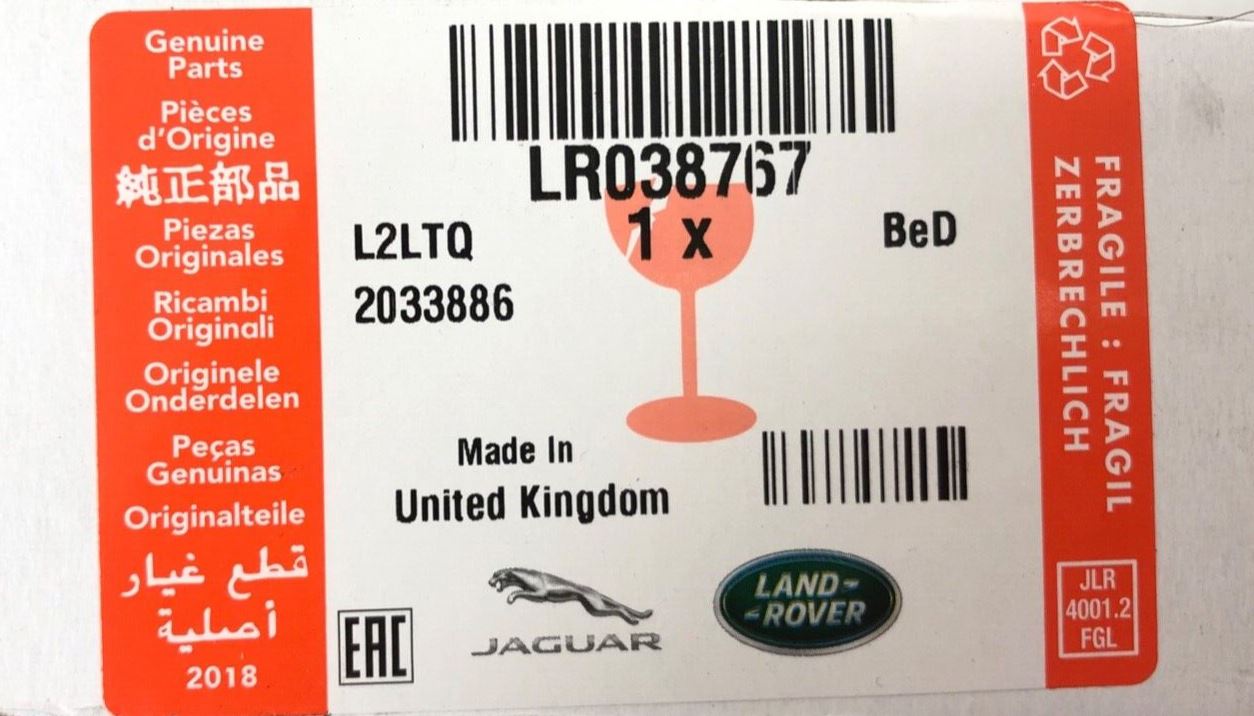 Genuine
Parts
Pièces
d'Origine
純正部品
Piezas
Originales
Ricambi
Originali
Originele
Onderdelen
Peças
Genuinas
Originalteile
قطع غيار
أصلية
2018
LR038767
1 x
L2LTQ
BeD
2033886
Made In
United Kingdom
EAC
JAGUAR
LAND-
-ROVER
FRAGILE : FRAGIL
ZERBRECHLICH
JLR
4001.2
FGL